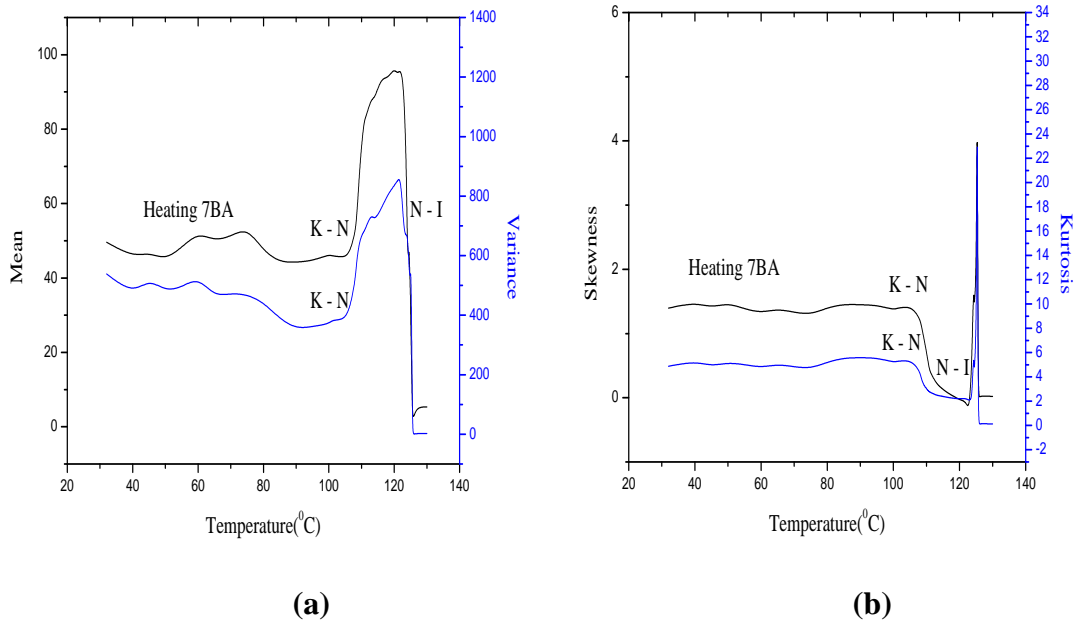 1400
1200
1000
800
600
400
200
0
-200
Variance
100
80
60
40
20
0
Mean
Heating 7BA
K - N
K - N
N - I
20 40 60 80 100 120 140
Temperature(⁰C)
(a)
6
4
2
0
Skewness
34
32
30
28
26
24
22
20
18
16
14
12
10
8
6
4
2
0
-2
Kurtosis
Heating 7BA
K - N
K - N
N - I
20 40 60 80 100 120 140
Temperature(⁰C)
(b)